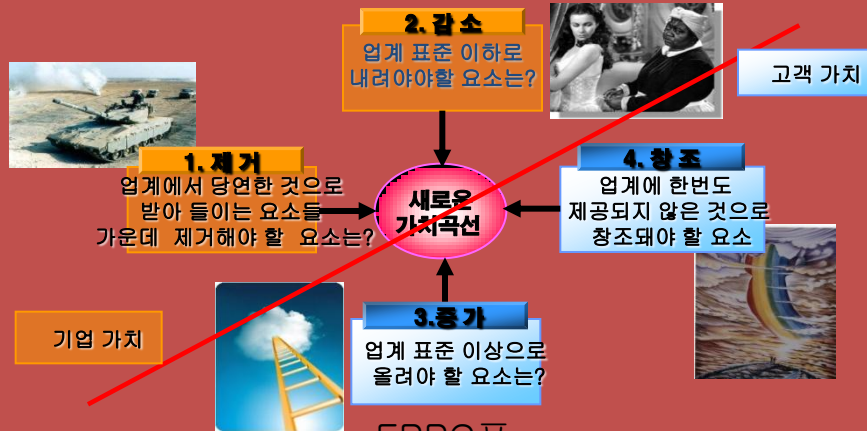 2. 감 소
업계 표준 이하로
내려야야할 요소는?
고객 가치
1. 제 거
업계에서 당연한 것으로
받아 들이는 요소들
가운데 제거해야 할 요소는?
새로운
가치곡선
4. 창 조
업계에 한번도
제공되지 않은 것으로
창조돼야 할 요소
기업 가치
3.증 가
업계 표준 이상으로
올려야 할 요소는?